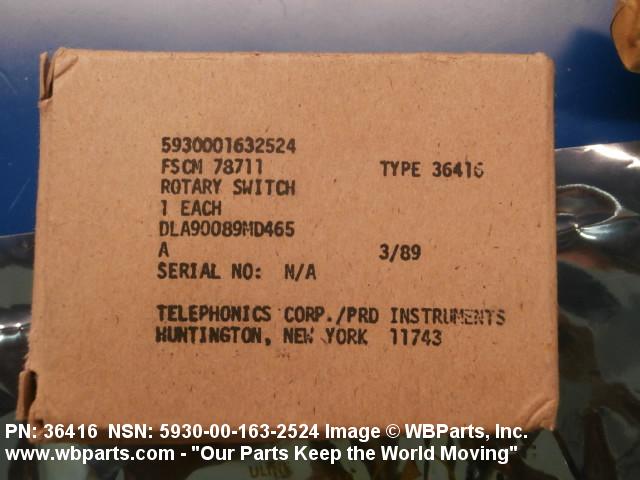 5930001632524
FSCM 78711 TYPE 36416
ROTARY SWITCH
1 EACH
DLA90089MD465
A 3/89
SERIAL NO: N/A
TELEPHONICS CORP./PRD INSTRUMENTS
HUNTINGTON, NEW YORK 11743
PN: 36416 NSN: 5930-00-163-2524 Image © WBParts, Inc.
www.wbparts.com - "Our Parts Keep the World Moving"